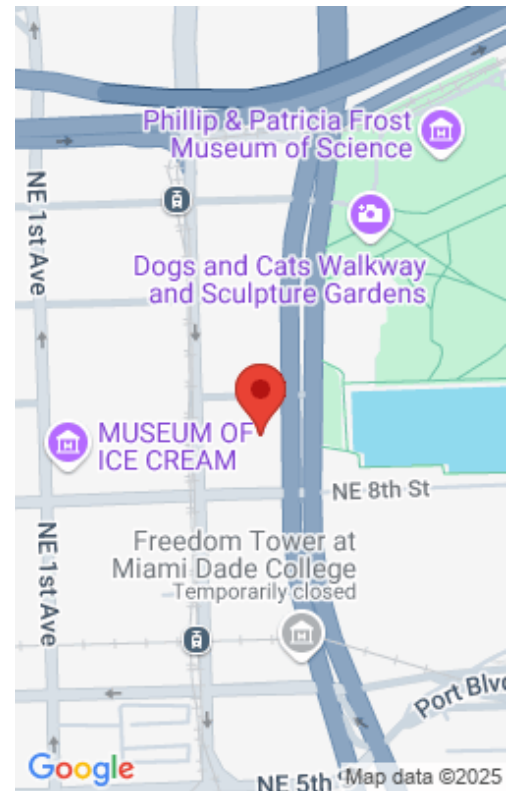 Phillip & Patricia Frost
Museum of Science
NE 1st Ave
Dogs and Cats Walkway
and Sculpture Gardens
MUSEUM OF
ICE CREAM
NE 8th St
NE 1st Ave
Freedom Tower at
Miami Dade College
Temporarily closed
Port Blv
Google
NE 5th
Map data ©2025